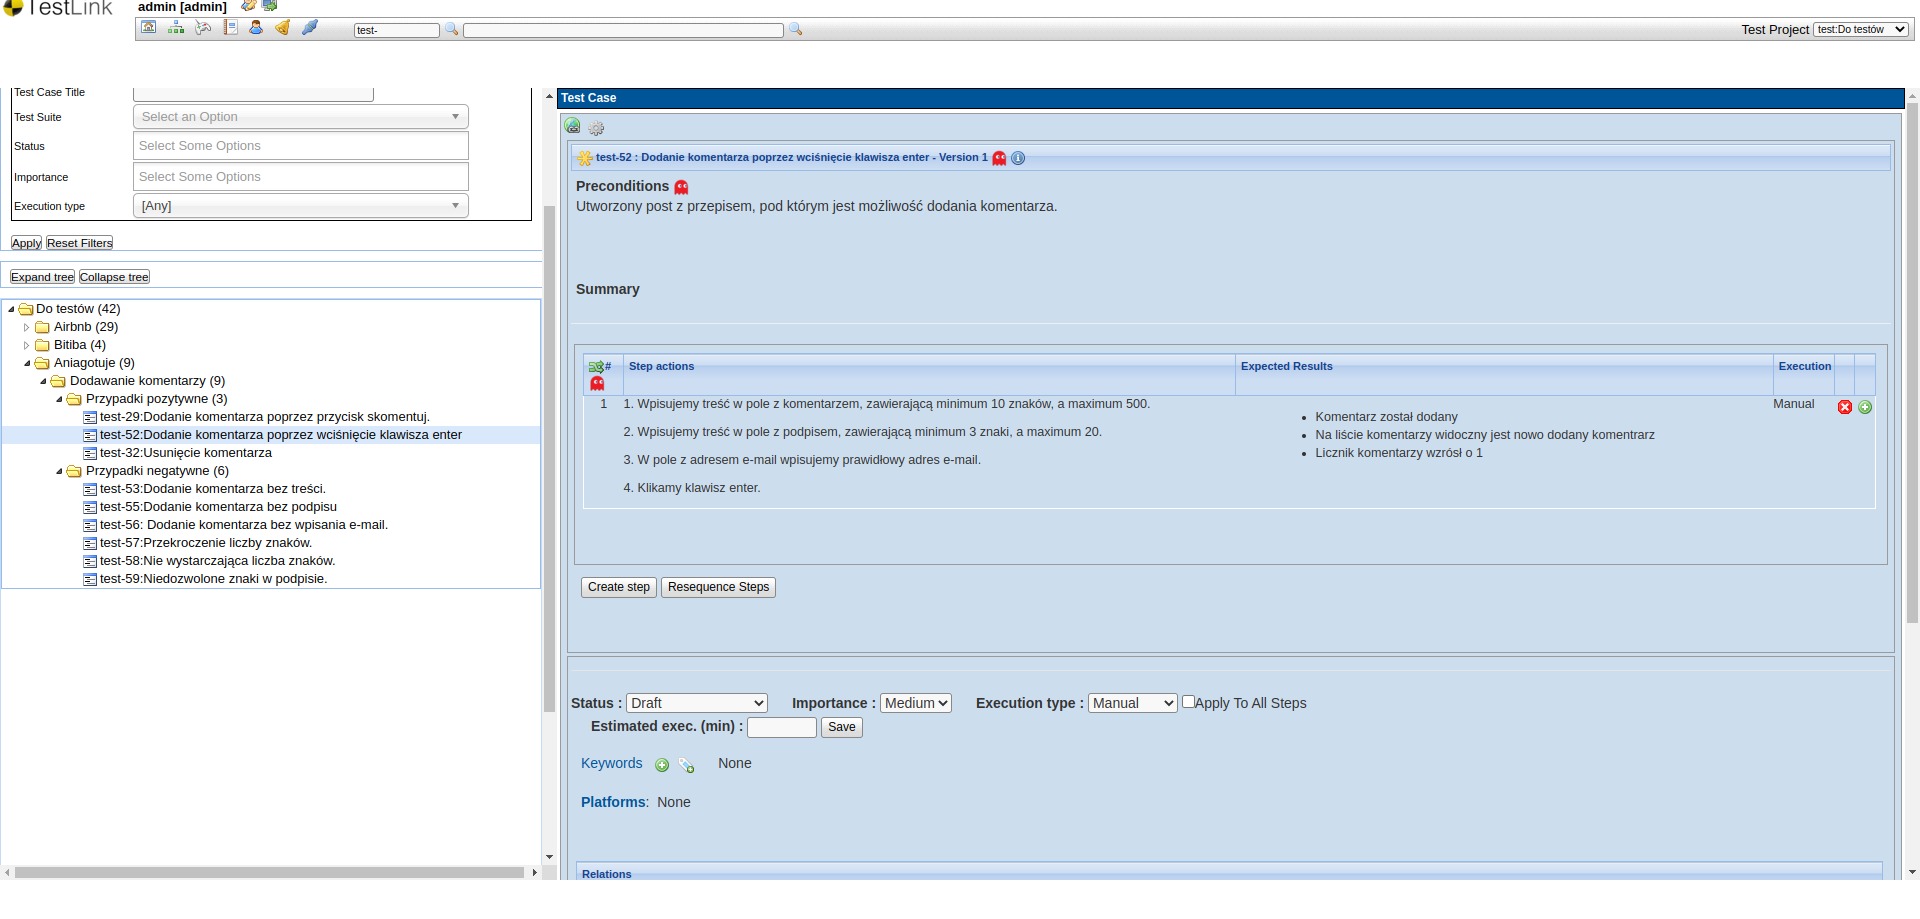 TestLink
admin [admin]
test-
Test Project test:Do testów
Test Case Title
Test Suite Select an Option
Status Select Some Options
Importance Select Some Options
Execution type [Any]
Apply Reset Filters
Expand tree Collapse tree
Do testów (42)
Airbnb (29)
Bitiba (4)
Aniagotuje (9)
Dodawanie komentarzy (9)
Przypadki pozytywne (3)
test-29:Dodanie komentarza poprzez przycisk skomentuj.
test-52:Dodanie komentarza poprzez wciśnięcie klawisza enter
test-32:Usunięcie komentarza
Przypadki negatywne (6)
test-53:Dodanie komentarza bez treści.
test-55:Dodanie komentarza bez podpisu
test-56: Dodanie komentarza bez wpisania e-mail.
test-57:Przekroczenie liczby znaków.
test-58:Nie wystarczająca liczba znaków.
test-59:Niedozwolone znaki w podpisie.
Test Case
test-52 : Dodanie komentarza poprzez wciśnięcie klawisza enter - Version 1
Preconditions
Utworzony post z przepisem, pod którym jest możliwość dodania komentarza.
Summary
# Step actions Expected Results Execution
1 1. Wpisujemy treść w pole z komentarzem, zawierającą minimum 10 znaków, a maximum 500.
2. Wpisujemy treść w pole z podpisem, zawierającą minimum 3 znaki, a maximum 20.
3. W pole z adresem e-mail wpisujemy prawidłowy adres e-mail.
4. Klikamy klawisz enter.
• Komentarz został dodany
• Na liście komentarzy widoczny jest nowo dodany komentrarz
• Licznik komentarzy wzrósł o 1
Manual
Create step Resequence Steps
Status : Draft Importance : Medium Execution type : Manual Apply To All Steps
Estimated exec. (min) : Save
Keywords None
Platforms: None
Relations